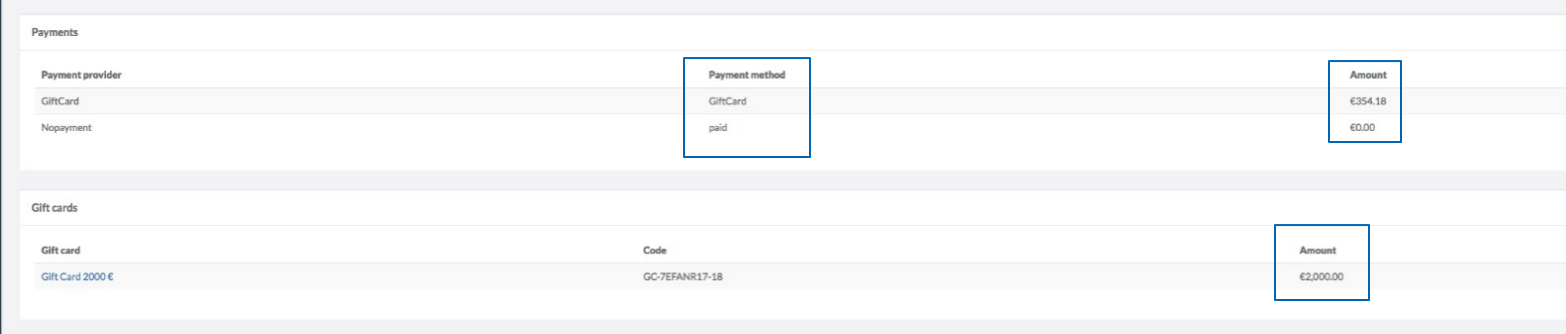 Payments
Payment provider Payment method Amount
GiftCard GiftCard €354.18
Nopayment paid €0.00
Gift cards
Gift card Code Amount
Gift Card 2000 € GC-7EFANR17-18 €2,000.00